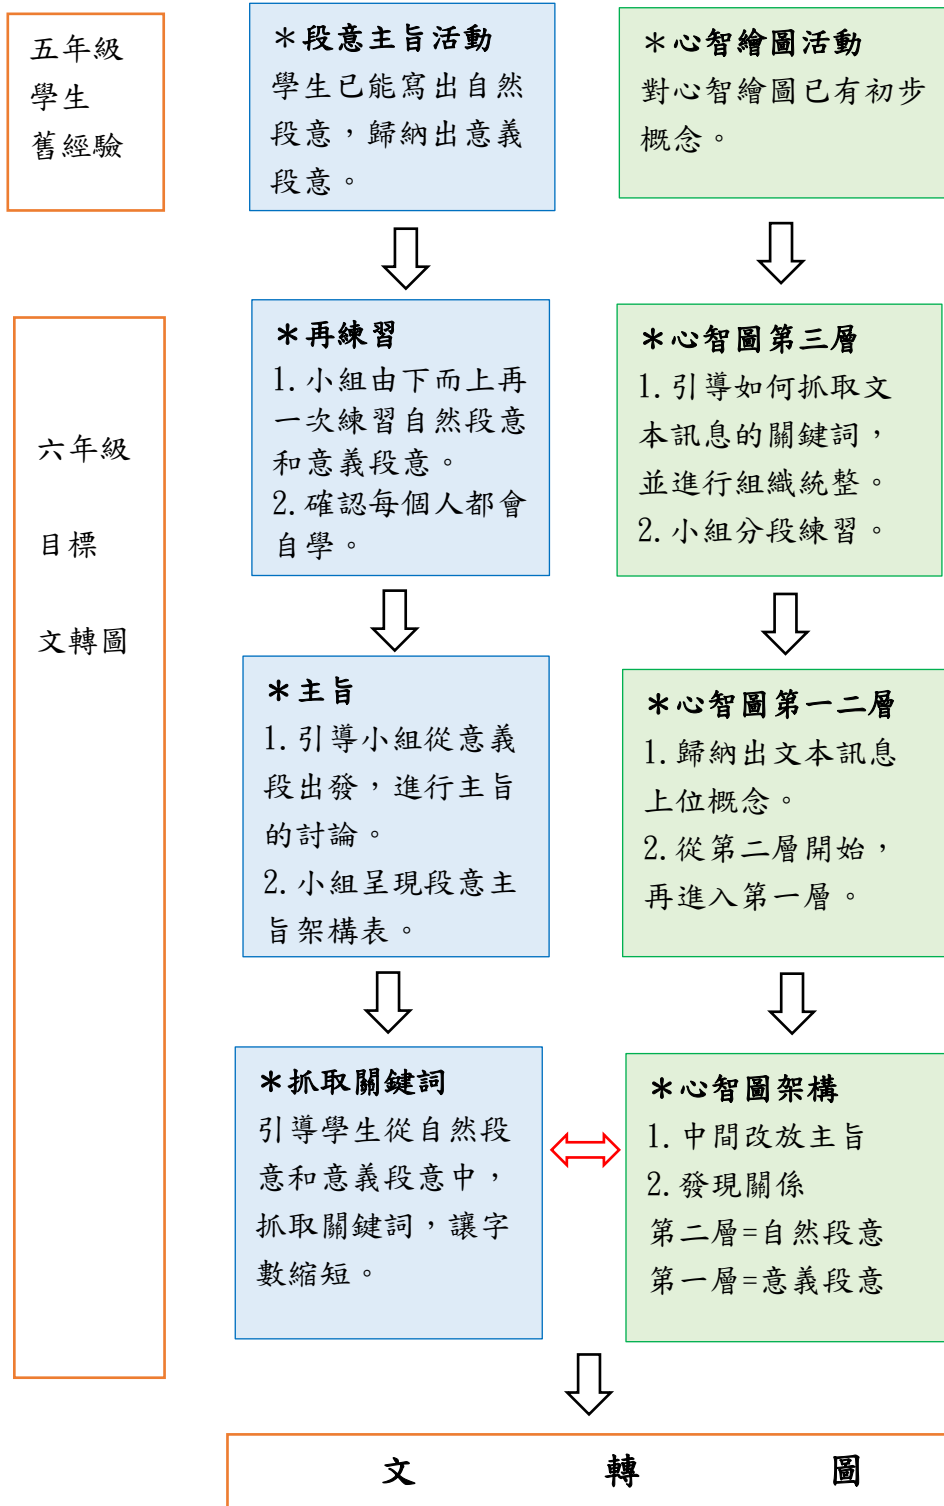 五年級
學生
舊經驗
＊段意主旨活動
學生已能寫出自然
段意，歸納出意義
段意。
＊心智繪圖活動
對心智繪圖已有初步
概念。
六年級
目標
文轉圖
＊再練習
1.小組由下而上再
一次練習自然段意
和意義段意。
2.確認每個人都會
自學。
＊心智圖第三層
1.引導如何抓取文
本訊息的關鍵詞，
並進行組織統整。
2.小組分段練習。
＊主旨
1.引導小組從意義
段出發，進行主旨
的討論。
2.小組呈現段意主
旨架構表。
＊心智圖第一二層
1.歸納出文本訊息
上位概念。
2.從第二層開始，
再進入第一層。
＊抓取關鍵詞
引導學生從自然段
意和意義段意中，
抓取關鍵詞，讓字
數縮短。
＊心智圖架構
1.中間改放主旨
2.發現關係
第二層=自然段意
第一層=意義段意
文 轉 圖